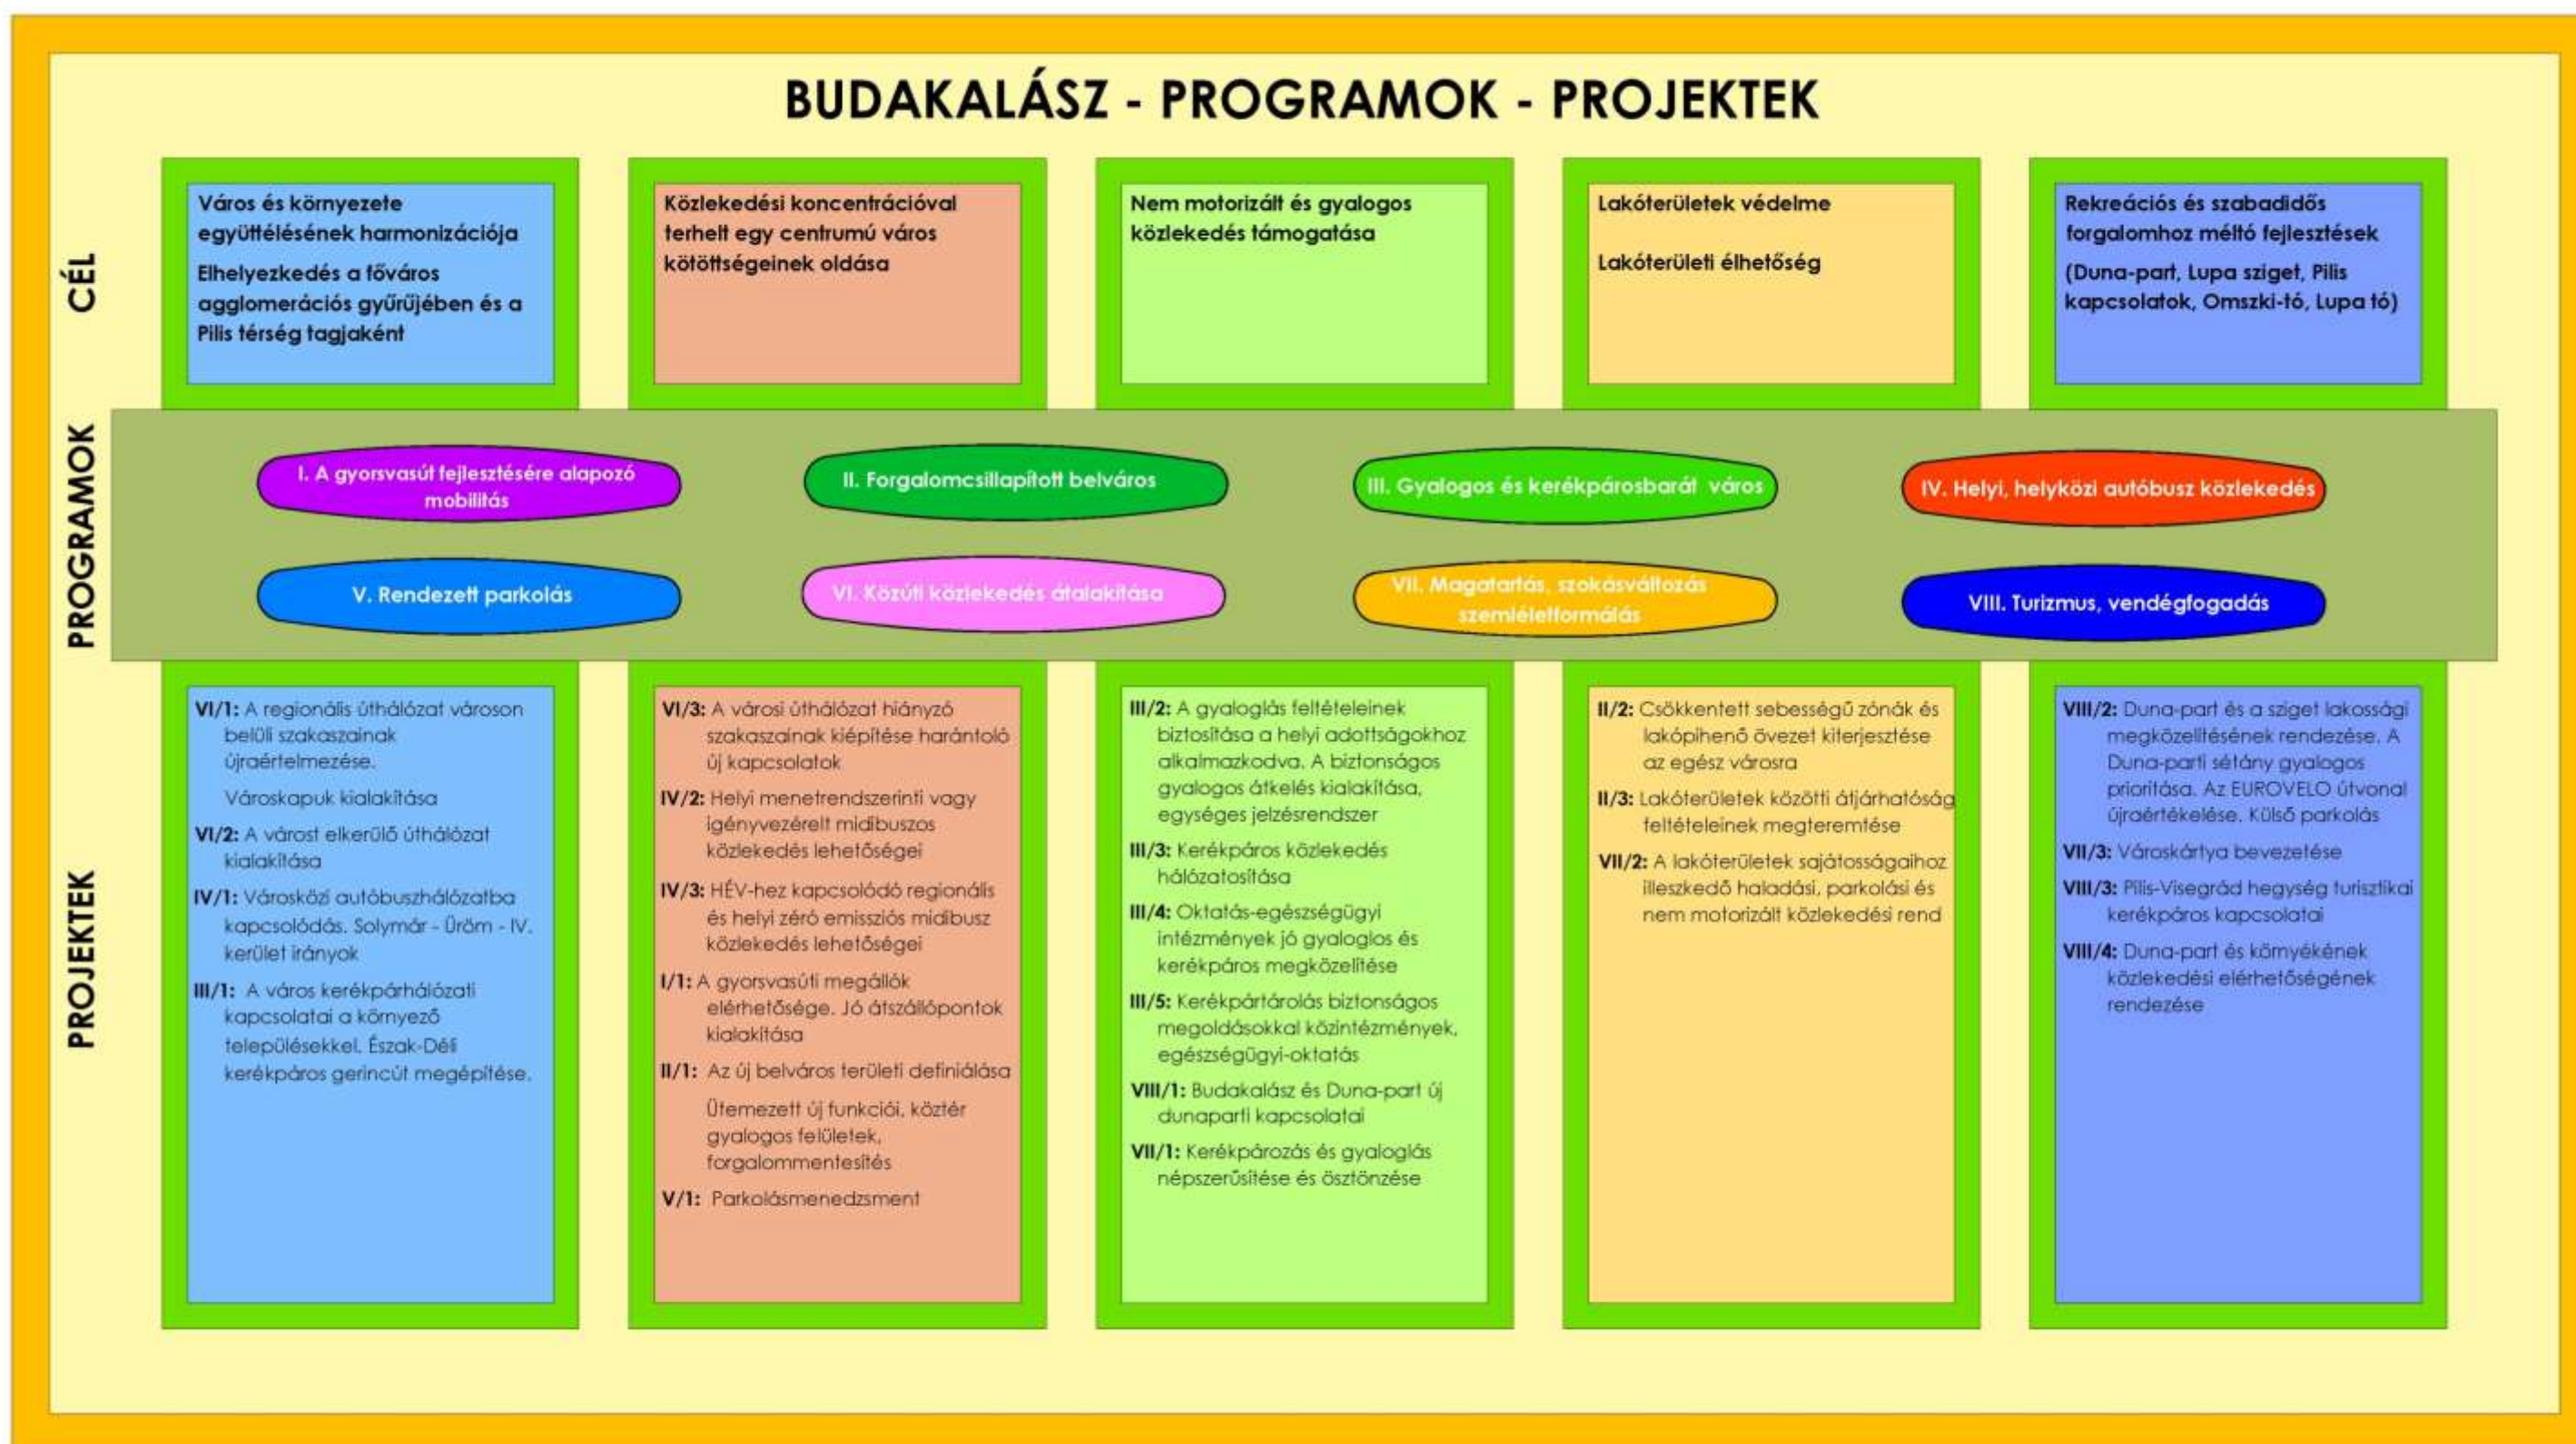 BUDAKALÁSZ - PROGRAMOK - PROJEKTEK
CÉL
Város és környezete
együttélésének harmonizációja
Elhelyezkedés a főváros
agglomerációs gyűrűjében és a
Pilis térség tagjaként
Közlekedési koncentrációval
terhelt egy centrumú város
kötöttségeinek oldása
Nem motorizált és gyalogos
közlekedés támogatása
Lakóterületek védelme
Lakóterületi élhetőség
Rekreációs és szabadidős
forgalomhoz méltó fejlesztések
(Duna-part, Lupa sziget, Pilis
kapcsolatok, Omszki-tó, Lupa tó)
PROGRAMOK
I. A gyorsvasút fejlesztésére alapozó
mobilitás
II. Forgalomcsillapított belváros
III. Gyalogos és kerékpárosbarát város
IV. Helyi, helyközi autóbusz közlekedés
V. Rendezett parkolás
VI. Közúti közlekedés átalakítása
VII. Magatartás, szokásváltozás
szemléletformálás
VIII. Turizmus, vendégfogadás
PROJEKTEK
VI/1: A regionális úthálózat városon
belüli szakaszainak
újraértelmezése.
Városkapuk kialakítása
VI/2: A várost elkerülő úthálózat
kialakítása
IV/1: Városközi autóbuszhálózatba
kapcsolódás. Solymár - Üröm - IV.
kerület irányok
III/1: A város kerékpárhálózati
kapcsolatai a környező
településekkel. Észak-Déli
kerékpáros gerincút megépítése.
VI/3: A városi úthálózat hiányzó
szakaszainak kiépítése harántoló
új kapcsolatok
IV/2: Helyi menetrendszerinti vagy
igényvezérelt midibuszos
közlekedés lehetőségei
IV/3: HÉV-hez kapcsolódó regionális
és helyi zéró emissziós midibusz
közlekedés lehetőségei
I/1: A gyorsvasúti megállók
elérhetősége. Jó átszállópontok
kialakítása
II/1: Az új belváros területi definiálása
Ütemezett új funkciói, köztér
gyalogos felületek,
forgalommentesítés
V/1: Parkolásmenedzsment
III/2: A gyaloglás feltételeinek
biztosítása a helyi adottságokhoz
alkalmazkodva. A biztonságos
gyalogos átkelés kialakítása,
egységes jelzésrendszer
III/3: Kerékpáros közlekedés
hálózatosítása
III/4: Oktatás-egészségügyi
intézmények jó gyaloglos és
kerékpáros megközelítése
III/5: Kerékpártárolás biztonságos
megoldásokkal közintézmények,
egészségügyi-oktatás
VIII/1: Budakalász és Duna-part új
dunaparti kapcsolatai
VII/1: Kerékpározás és gyaloglás
népszerűsítése és ösztönzése
II/2: Csökkentett sebességű zónák és
lakópihenő övezet kiterjesztése
az egész városra
II/3: Lakóterületek közötti átjárhatóság
feltételeinek megteremtése
VII/2: A lakóterületek sajátosságaihoz
illeszkedő haladási, parkolási és
nem motorizált közlekedési rend
VIII/2: Duna-part és a sziget lakossági
megközelítésének rendezése. A
Duna-parti sétány gyalogos
prioritása. Az EUROVELO útvonal
újraértékelése. Külső parkolás
VII/3: Városkártya bevezetése
VIII/3: Pilis-Visegrád hegység turisztikai
kerékpáros kapcsolatai
VIII/4: Duna-part és környékének
közlekedési elérhetőségének
rendezése